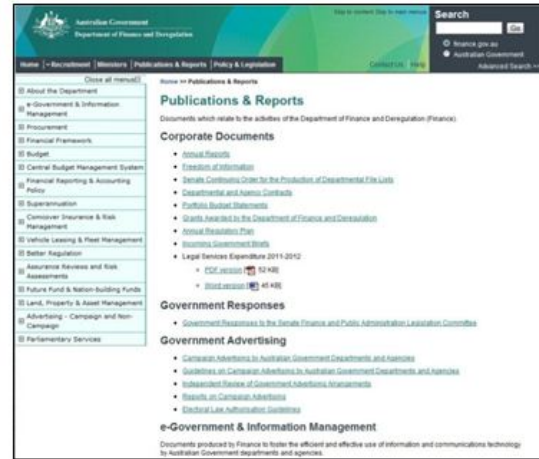 Skip to content Skip to main menus
Search
Australian Government
Department of Finance and Deregulation
Go
finance.gov.au
Australian Government
Home
Recruitment
Ministers
Publications & Reports
Policy & Legislation
Contact Us
Help
Advanced Search >>
Close all menus
About the Department
e-Government & Information
Management
Procurement
Financial Framework
Budget
Central Budget Management System
Financial Reporting & Accounting
Policy
Superannuation
Comcover Insurance & Risk
Management
Vehicle Leasing & Fleet Management
Better Regulation
Assurance Reviews and Risk
Assessments
Future Fund & Nation-building Funds
Land, Property & Asset Management
Advertising - Campaign and Non-
Campaign
Parliamentary Services
Home >> Publications & Reports
Publications & Reports
Documents which relate to the activities of the Department of Finance and Deregulation (Finance).
Corporate Documents
Annual Reports
Freedom of Information
Senate Continuing Order for the Production of Departmental File Lists
Departmental and Agency Contracts
Portfolio Budget Statements
Grants Awarded by the Department of Finance and Deregulation
Annual Regulatory Plan
Incoming Government Briefs
Legal Services Expenditure 2011-2012
PDF version [52 KB]
Word version [45 KB]
Government Responses
Government Responses to the Senate Finance and Public Administration Legislation Committee
Government Advertising
Campaign Advertising by Australian Government Departments and Agencies
Guidelines on Campaign Advertising by Australian Government Departments and Agencies
Independent Review of Government Advertising Arrangements
Reports on Campaign Advertising
Electoral Law Authorisation Guidelines
e-Government & Information Management
Documents produced by Finance to foster the efficient and effective use of information and communications technology
by Australian Government departments and agencies.